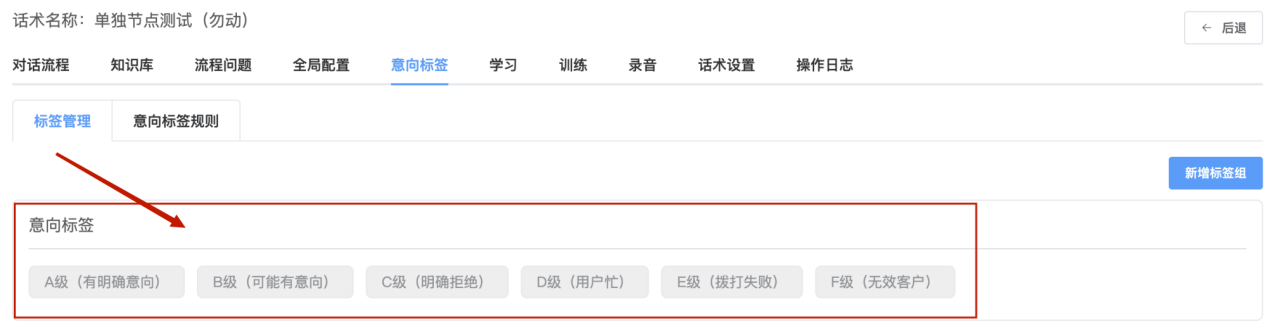 话术名称：单独节点测试（勿动）
← 后退
对话流程 知识库 流程问题 全局配置 意向标签 学习 训练 录音 话术设置 操作日志
标签管理 意向标签规则
新增标签组
意向标签
A级（有明确意向） B级（可能有意向） C级（明确拒绝） D级（用户忙） E级（拨打失败） F级（无效客户）